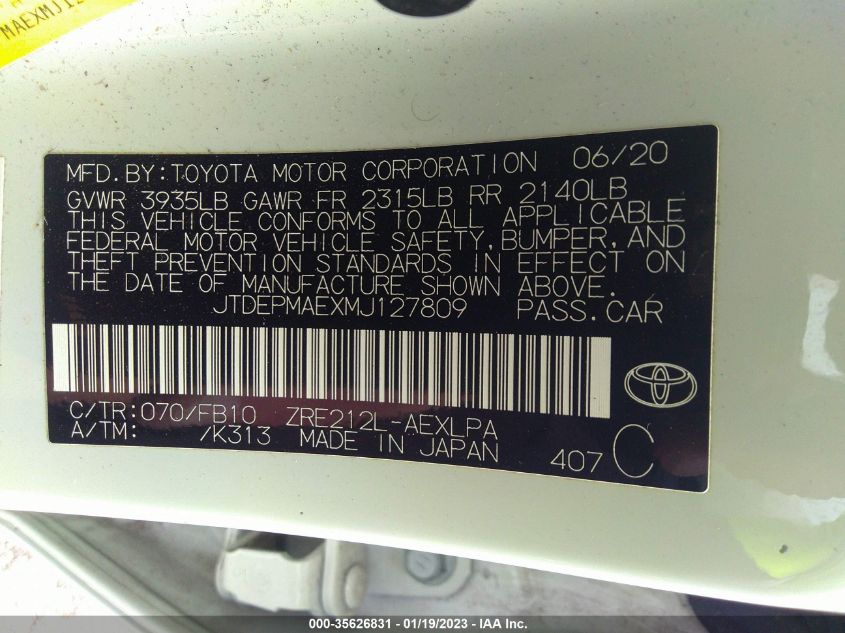 MAEXMJ12
MFD. BY: TOYOTA MOTOR CORPORATION 06/20
GVWR 3935LB GAWR FR 2315LB RR 2140LB
THIS VEHICLE CONFORMS TO ALL APPLICABLE
FEDERAL MOTOR VEHICLE SAFETY, BUMPER, AND
THEFT PREVENTION STANDARDS IN EFFECT ON
THE DATE OF MANUFACTURE SHOWN ABOVE.
JTDEPMAEXMJ127809 PASS. CAR
C/TR: 070/FB10 ZRE212L-AEXLPA
A/TM: /K313 MADE IN JAPAN 407 C
000-35626831 - 01/19/2023 - IAA Inc.